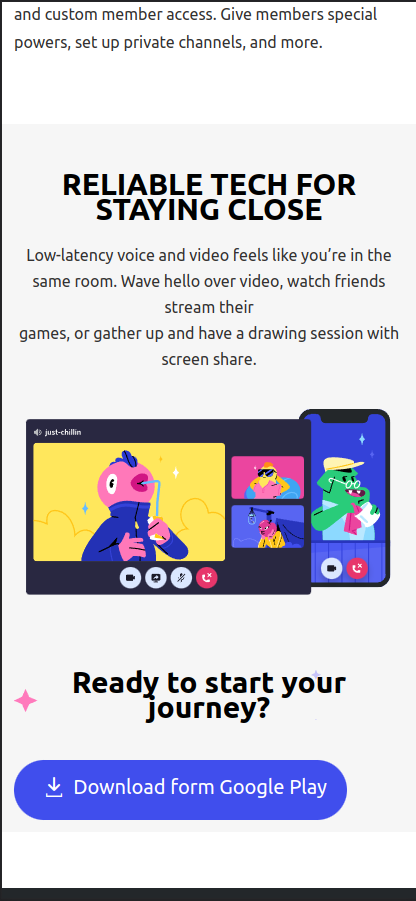 and custom member access. Give members special
powers, set up private channels, and more.
RELIABLE TECH FOR
STAYING CLOSE
Low-latency voice and video feels like you’re in the
same room. Wave hello over video, watch friends
stream their
games, or gather up and have a drawing session with
screen share.
just-chillin
Ready to start your
journey?
Download form Google Play